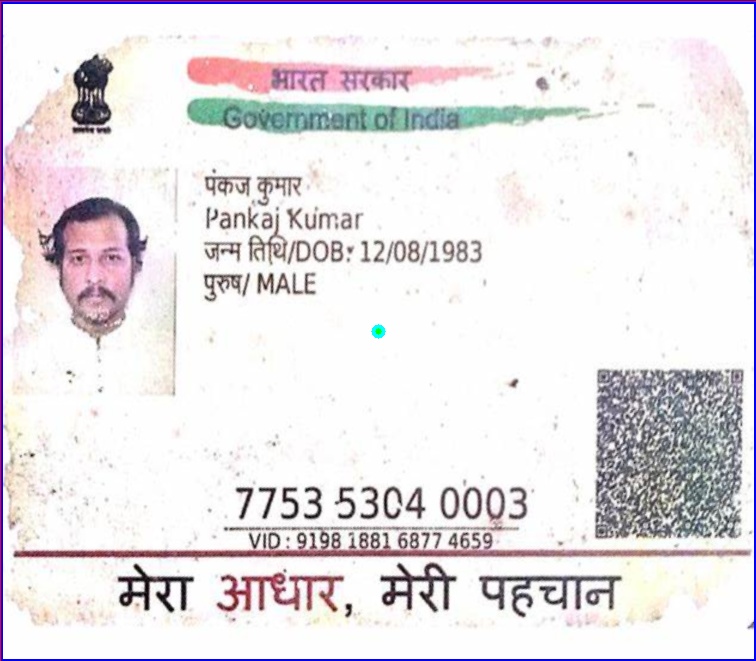 भारत सरकार
Government of India
पंकज कुमार
Pankaj Kumar
जन्म तिथि/DOB: 12/08/1983
पुरुष/ MALE
7753 5304 0003
VID : 9198 1881 6877 4659
मेरा आधार, मेरी पहचान